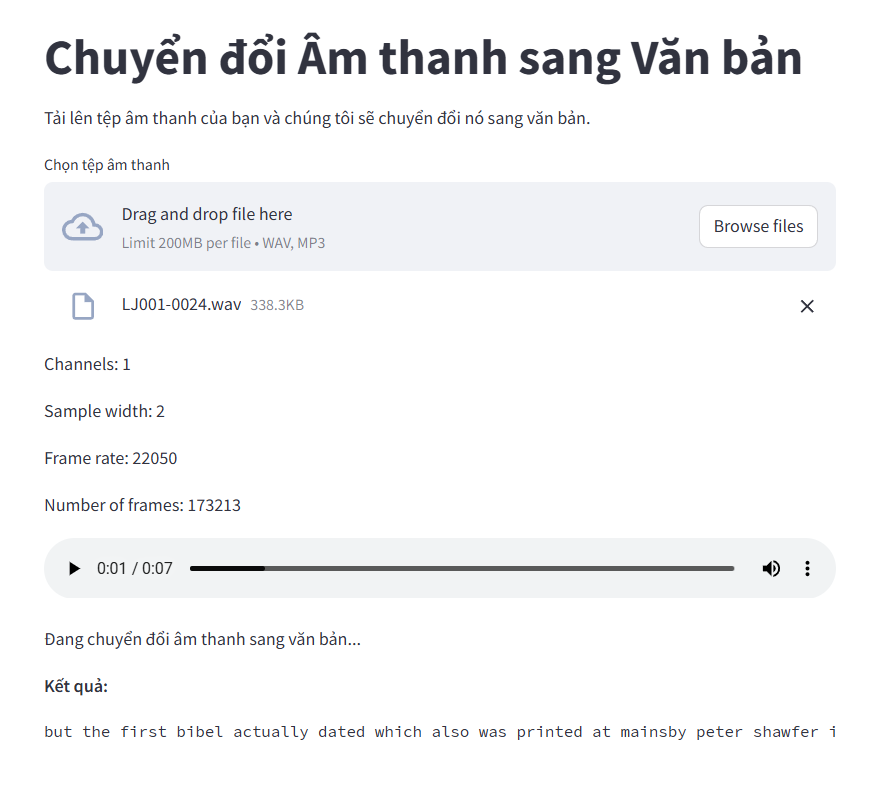 Chuyển đổi Âm thanh sang Văn bản
Tải lên tệp âm thanh của bạn và chúng tôi sẽ chuyển đổi nó sang văn bản.
Chọn tệp âm thanh
Drag and drop file here
Limit 200MB per file • WAV, MP3
Browse files
LJ001-0024.wav 338.3KB
Channels: 1
Sample width: 2
Frame rate: 22050
Number of frames: 173213
0:01 / 0:07
Đang chuyển đổi âm thanh sang văn bản...
Kết quả:
but the first bibel actually dated which also was printed at mainsby peter shawfer i